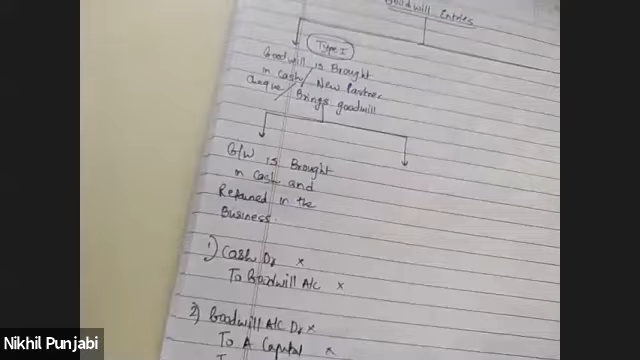 Goodwill Entries
Type I
Goodwill is Brought
in Cash / New Partner
cheque Brings goodwill
G/W is Brought
in Cash and
Retained in the
Business.
1) Cash Dr x
To Goodwill A/c x
2) Goodwill A/c Dr x
To A Capital x
Nikhil Punjabi